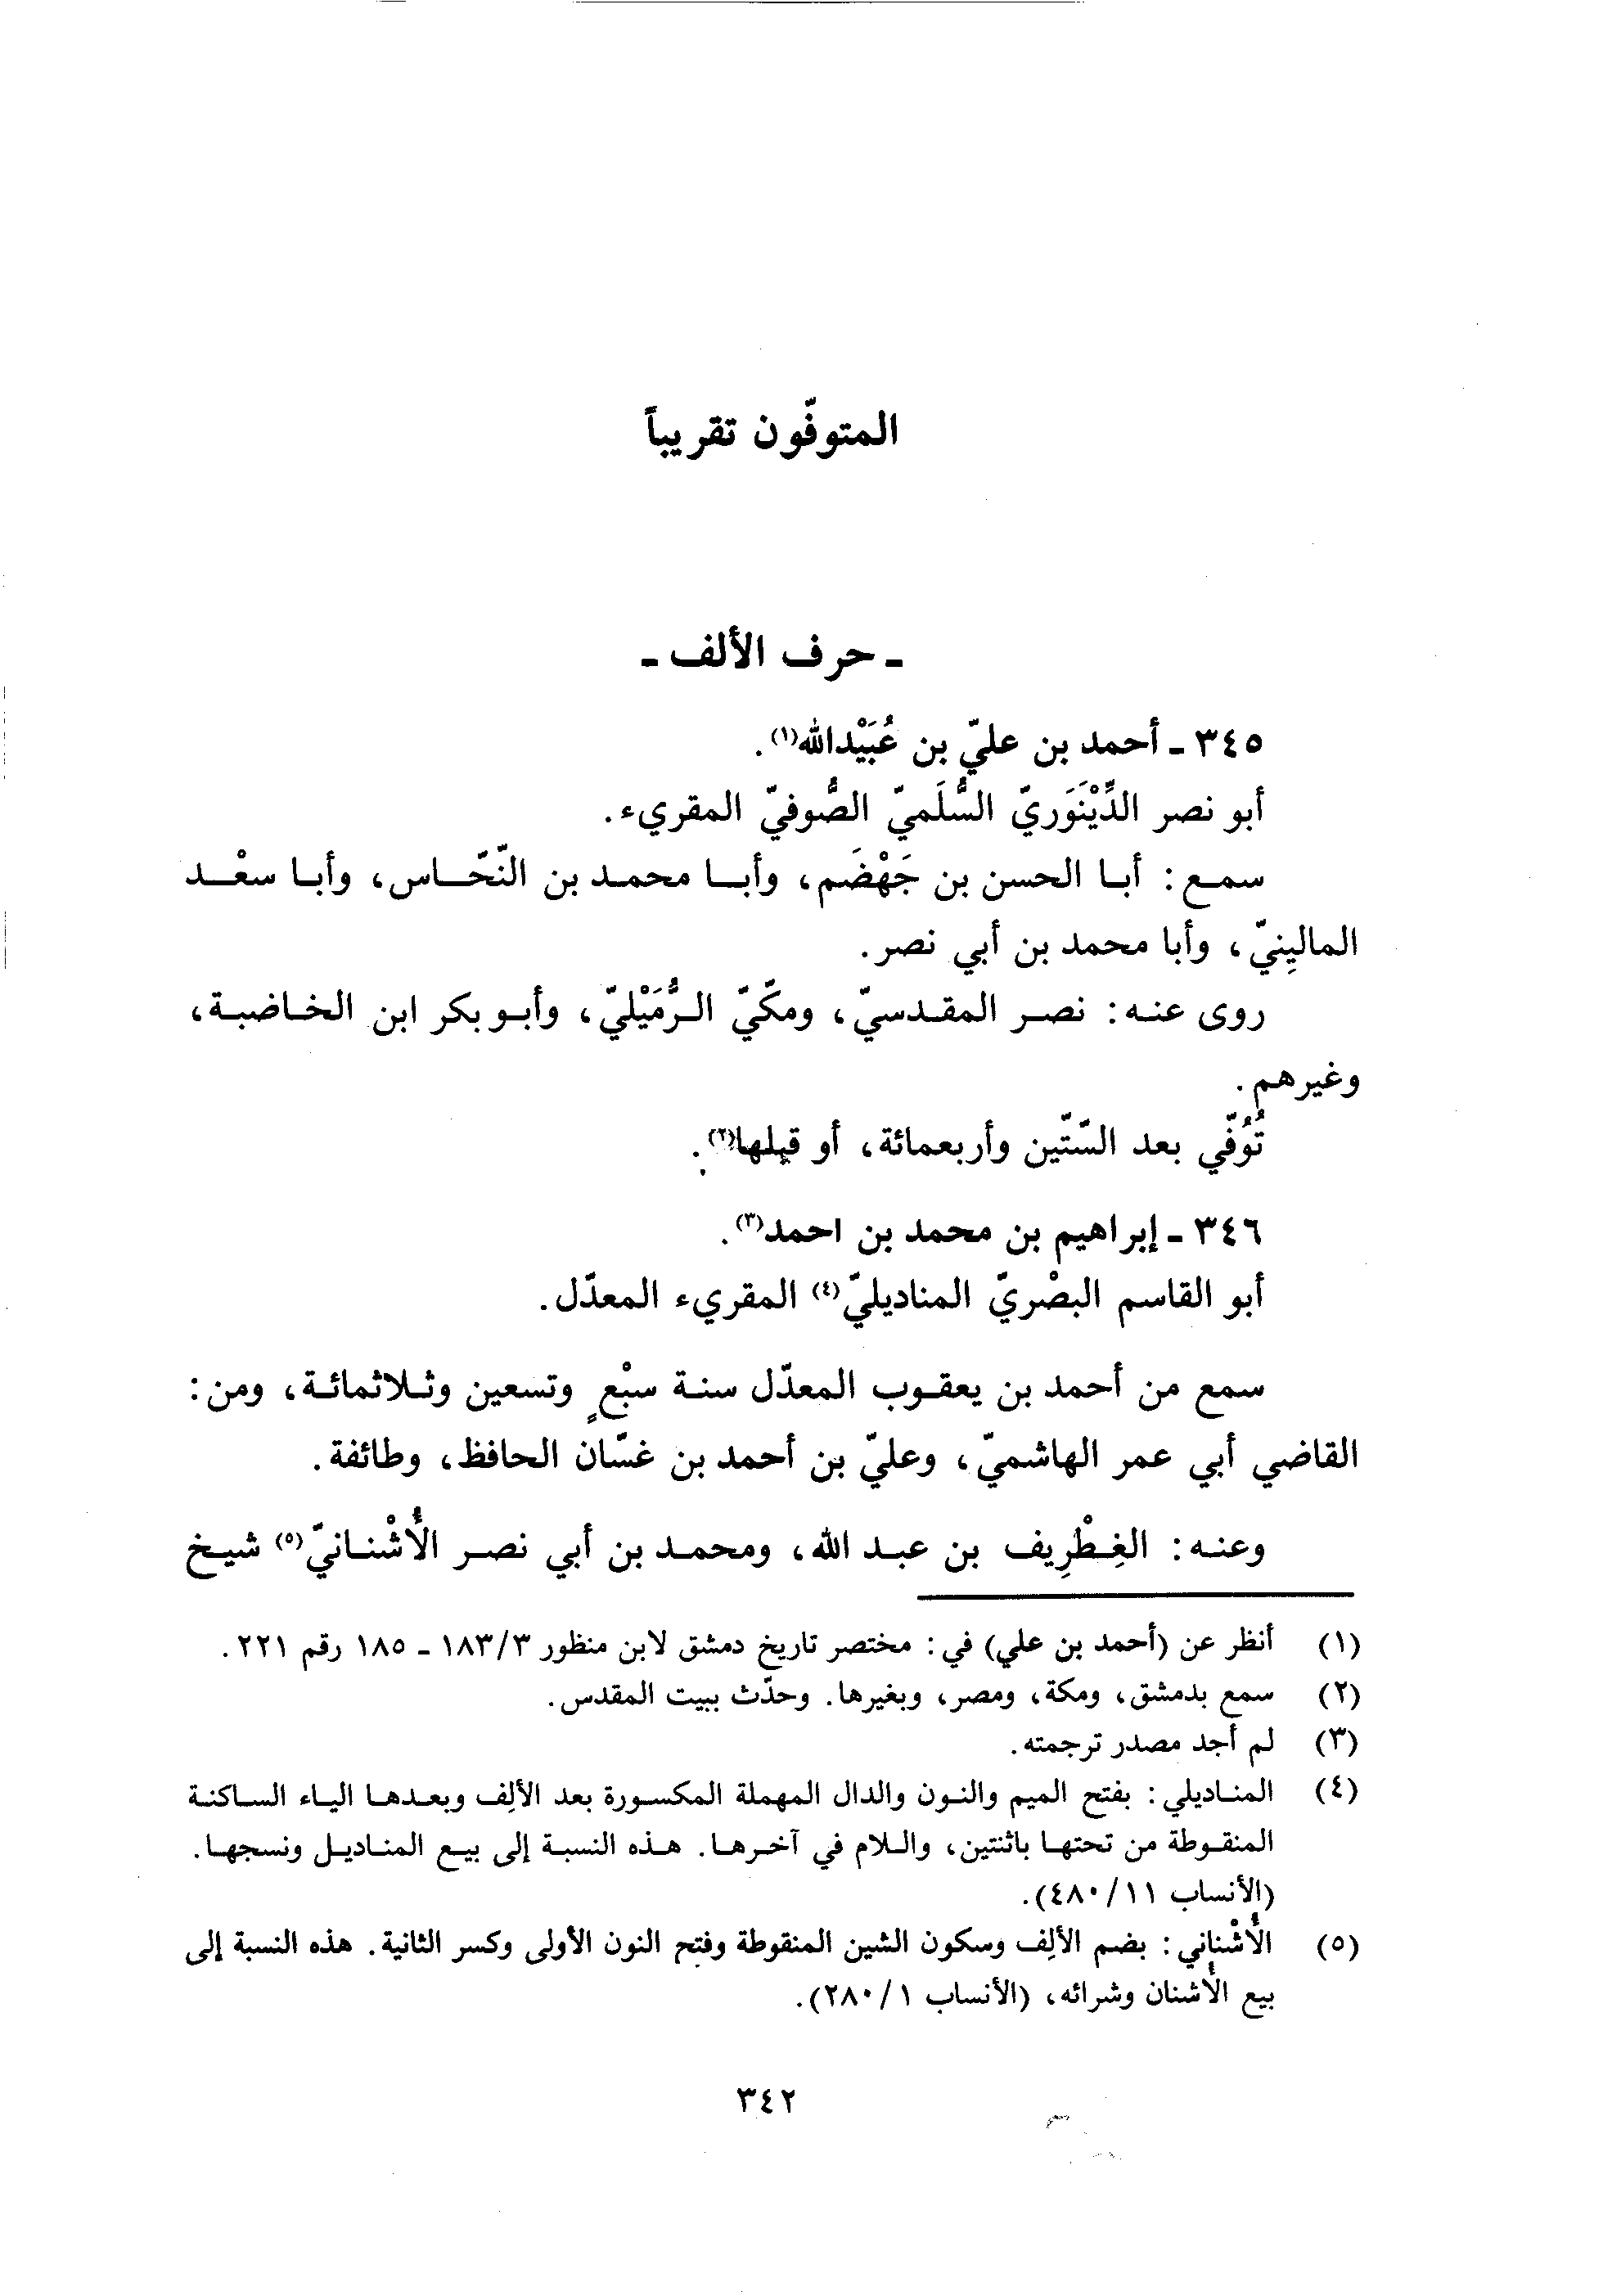 المتوفّون تقريباً
ـ حرف الألف ـ
٣٤٥ ـ أحمد بن عليّ بن عُبَيْدالله(١).
أبو نصر الدِّيْنَوَريّ السُّلَميّ الصُّوفيّ المقريء.
سمع: أبا الحسن بن جَهْضَم، وأبا محمد بن النّحّاس، وأبا سعْد
المالِينيّ، وأبا محمد بن أبي نصر.
روى عنه: نصر المقدسيّ، ومكّيّ الرُّمَيْليّ، وأبو بكر ابن الخاضبة،
وغيرهم.
تُوُفّي بعد السّتّين وأربعمائة، أو قبلها(٢).
٣٤٦ ـ إبراهيم بن محمد بن احمد(٣).
أبو القاسم البصْريّ المناديليّ(٤) المقريء المعدّل.
سمع من أحمد بن يعقوب المعدّل سنة سبْعٍ وتسعين وثلاثمائة، ومن:
القاضي أبي عمر الهاشميّ، وعليّ بن أحمد بن غسّان الحافظ، وطائفة.
وعنه: الغِطْرِيف بن عبد الله، ومحمد بن أبي نصر الأُشْنانيّ(٥) شيخ
(١) أنظر عن (أحمد بن علي) في: مختصر تاريخ دمشق لابن منظور ١٨٣/٣ ـ ١٨٥ رقم ٢٢١.
(٢) سمع بدمشق، ومكة، ومصر، وبغيرها. وحدّث ببيت المقدس.
(٣) لم أجد مصدر ترجمته.
(٤) المناديلي: بفتح الميم والنون والدال المهملة المكسورة بعد الألِف وبعدها الياء الساكنة
المنقوطة من تحتها باثنتين، واللام في آخرها. هذه النسبة إلى بيع المناديل ونسجها.
(الأنساب ٤٨٠/١١).
(٥) الأُشْناني: بضم الألِف وسكون الشين المنقوطة وفتح النون الأولى وكسر الثانية. هذه النسبة إلى
بيع الأُشنان وشرائه، (الأنساب ٢٨٠/١).
٣٤٢